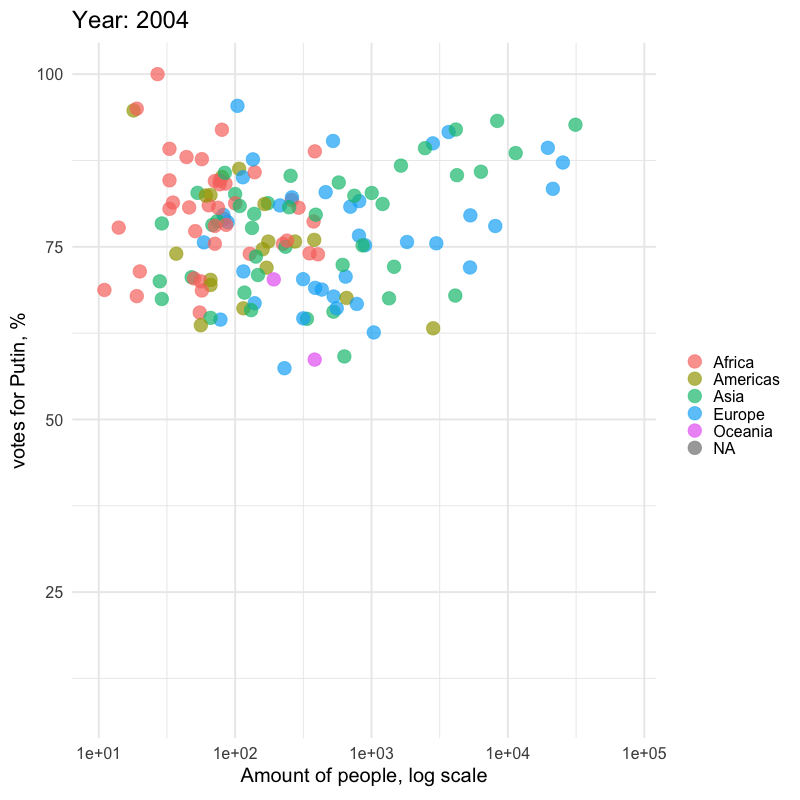 Year: 2004
100
75
50
25
votes for Putin, %
1e+01 1e+02 1e+03 1e+04 1e+05
Amount of people, log scale
Africa
Americas
Asia
Europe
Oceania
NA